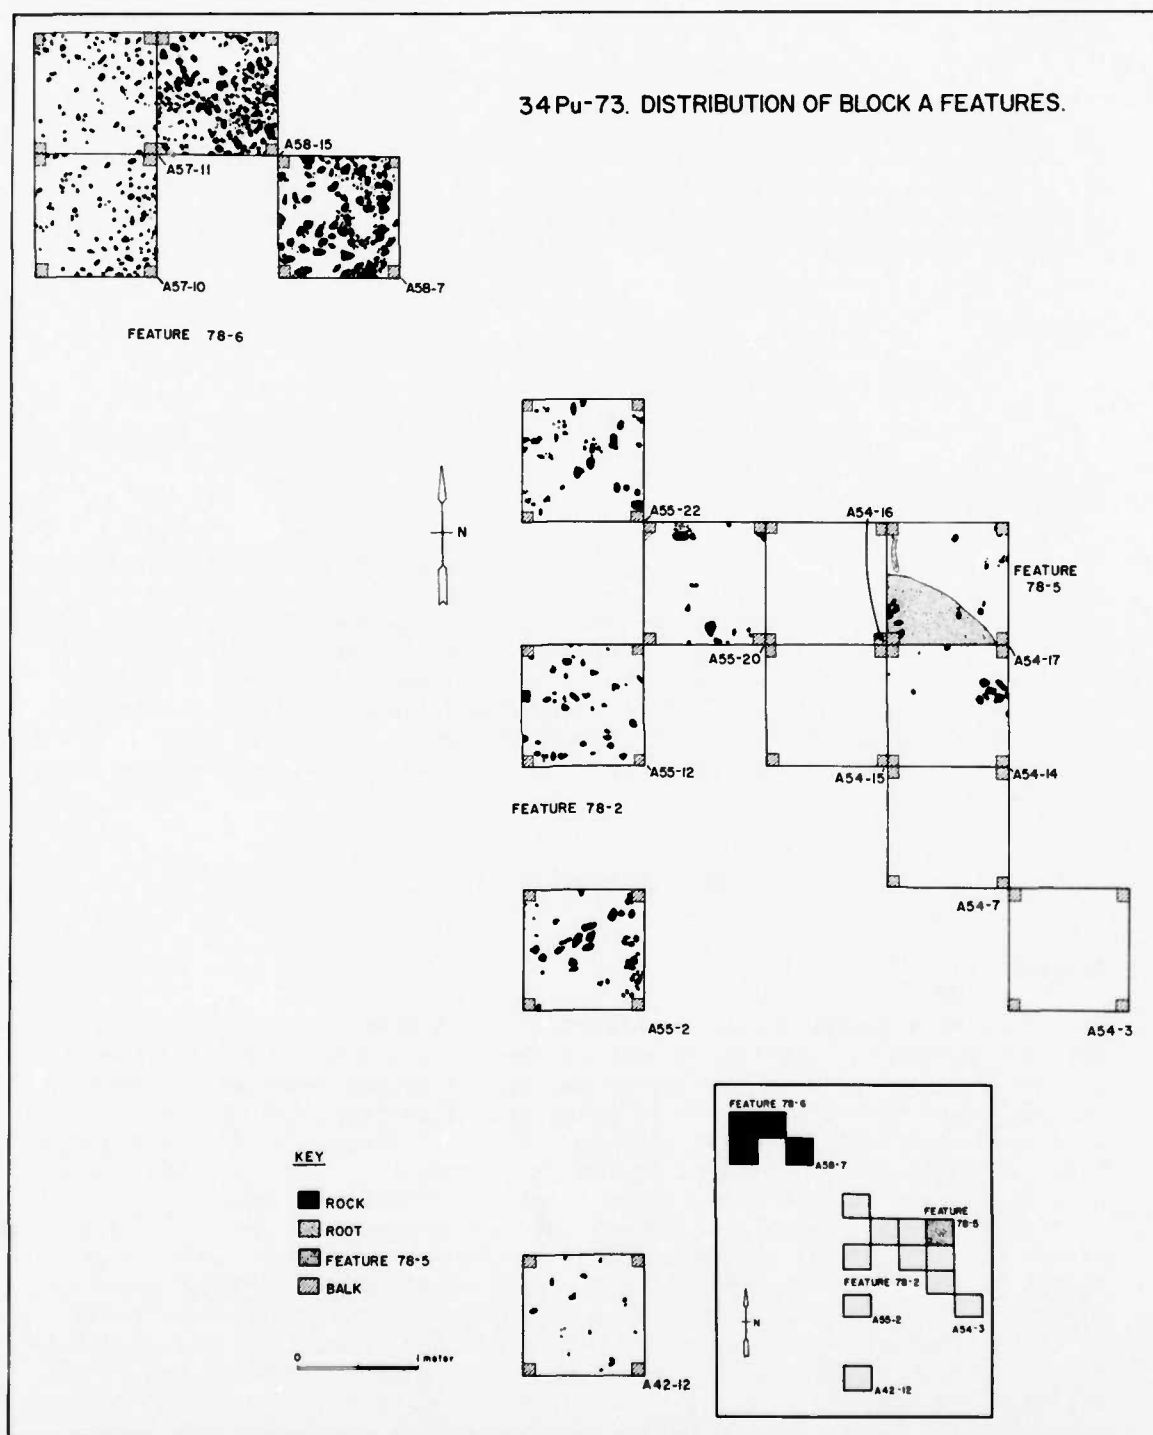 34 Pu-73. DISTRIBUTION OF BLOCK A FEATURES.
A58-15
A57-11
A57-10
A58-7
FEATURE 78-6
N
A55-22
A54-16
FEATURE
78-5
A55-20
A54-17
A55-12
A54-15
A54-14
FEATURE 78-2
A54-7
A55-2
A54-3
KEY
ROCK
ROOT
FEATURE 78-5
BALK
0
1 meter
A42-12
FEATURE 78-6
A58-7
FEATURE
78-5
FEATURE 78-2
N
A55-2
A54-3
A42-12